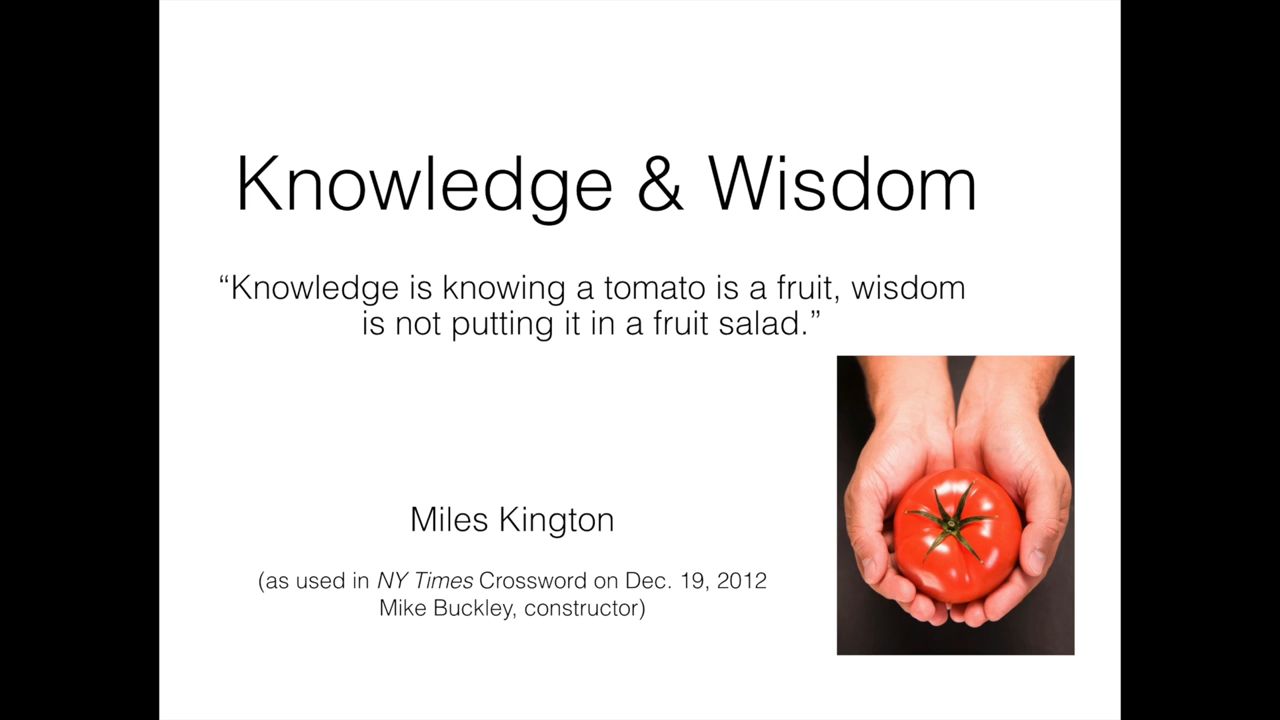 Knowledge & Wisdom
“Knowledge is knowing a tomato is a fruit, wisdom
is not putting it in a fruit salad.”
Miles Kington
(as used in NY Times Crossword on Dec. 19, 2012
Mike Buckley, constructor)